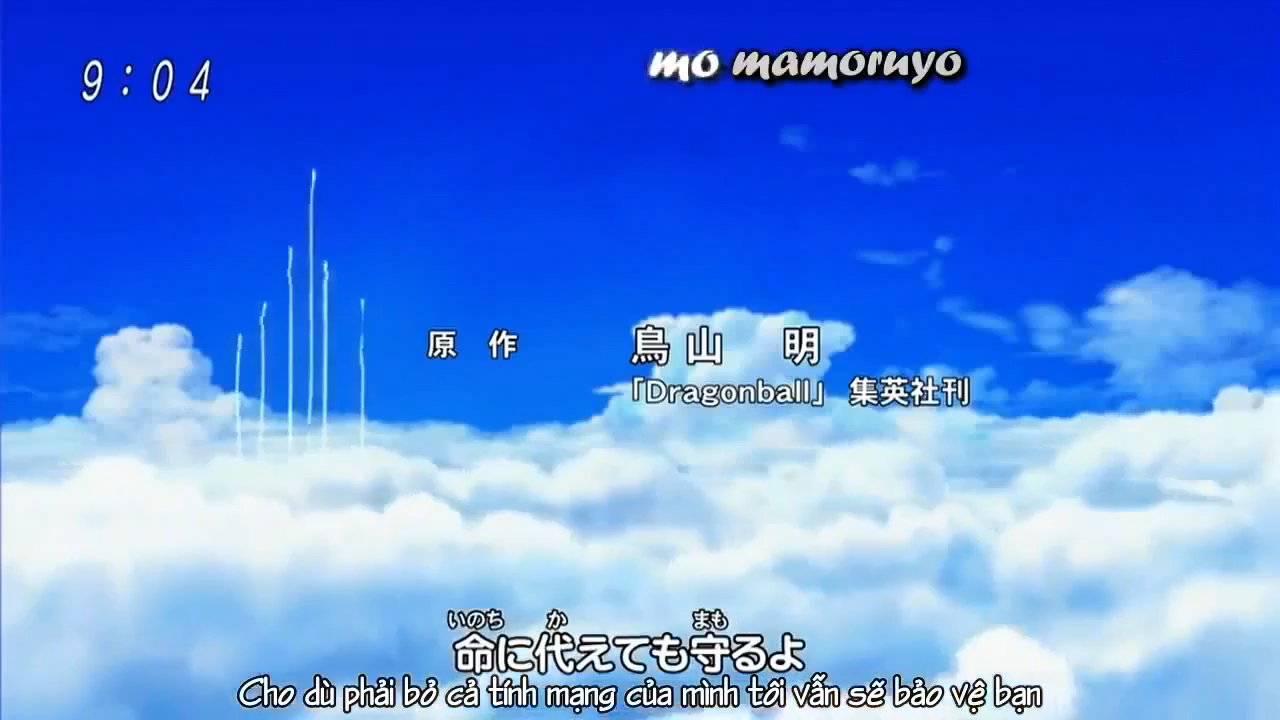 9:04
mo mamoruyo
原 作 鳥山 明
「Dragonball」 集英社刊
いのち か まも
命に代えても守るよ
Cho dù phải bỏ cả tính mạng của mình tôi vẫn sẽ bảo vệ bạn